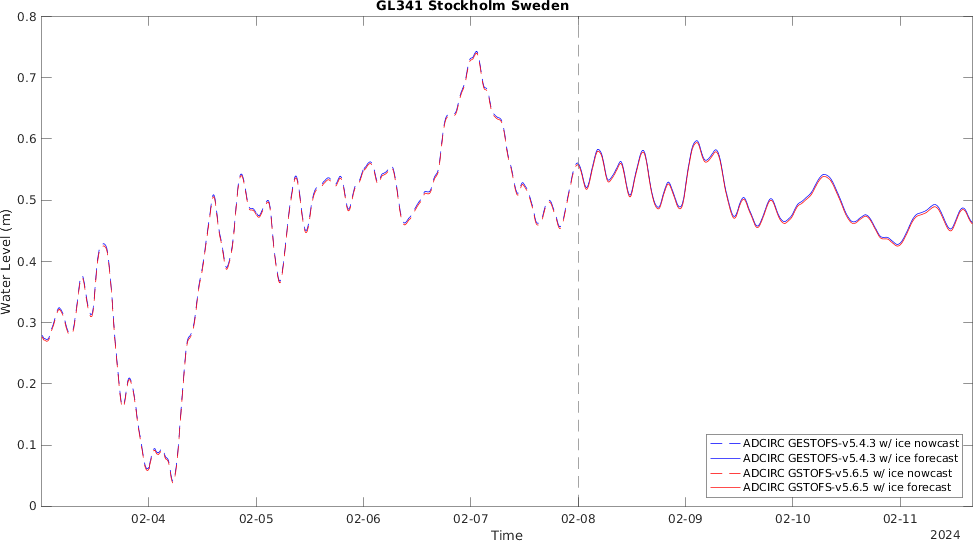 GL341 Stockholm Sweden
0.8
0.7
0.6
0.5
0.4
0.3
0.2
0.1
0
Water Level (m)
02-04 02-05 02-06 02-07 02-08 02-09 02-10 02-11
Time
2024
ADCIRC GESTOFS-v5.4.3 w/ ice nowcast
ADCIRC GESTOFS-v5.4.3 w/ ice forecast
ADCIRC GSTOFS-v5.6.5 w/ ice nowcast
ADCIRC GSTOFS-v5.6.5 w/ ice forecast